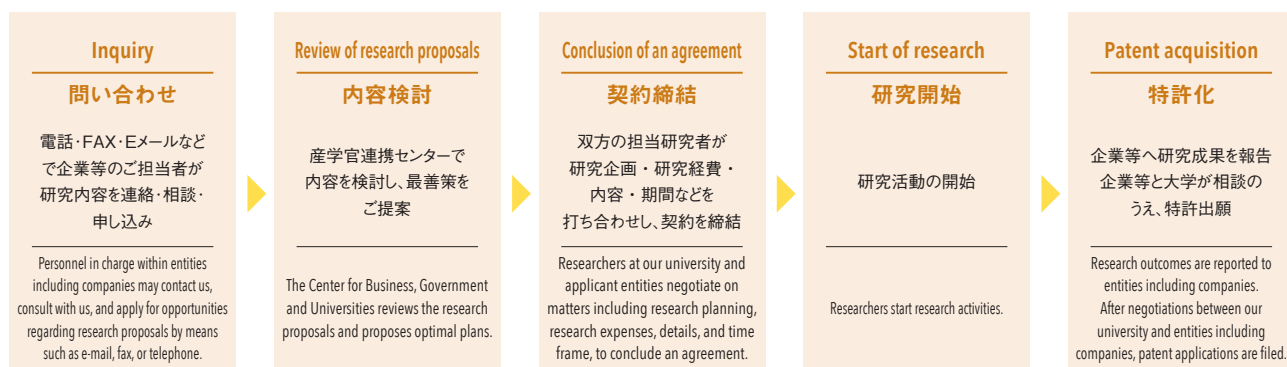 Inquiry
問い合わせ
電話・FAX・Eメールなど
で企業等のご担当者が
研究内容を連絡・相談・
申し込み
Personnel in charge within entities
including companies may contact us,
consult with us, and apply for opportunities
regarding research proposals by means
such as e-mail, fax, or telephone.
Review of research proposals
内容検討
産学官連携センターで
内容を検討し、最善策を
ご提案
The Center for Business, Government
and Universities reviews the research
proposals and proposes optimal plans.
Conclusion of an agreement
契約締結
双方の担当研究者が
研究企画・研究経費・
内容・期間などを
打ち合わせし、契約を締結
Researchers at our university and
applicant entities negotiate on
matters including research planning,
research expenses, details, and time
frame, to conclude an agreement.
Start of research
研究開始
研究活動の開始
Researchers start research activities.
Patent acquisition
特許化
企業等へ研究成果を報告
企業等と大学が相談の
うえ、特許出願
Research outcomes are reported to
entities including companies.
After negotiations between our
university and entities including
companies, patent applications are filed.